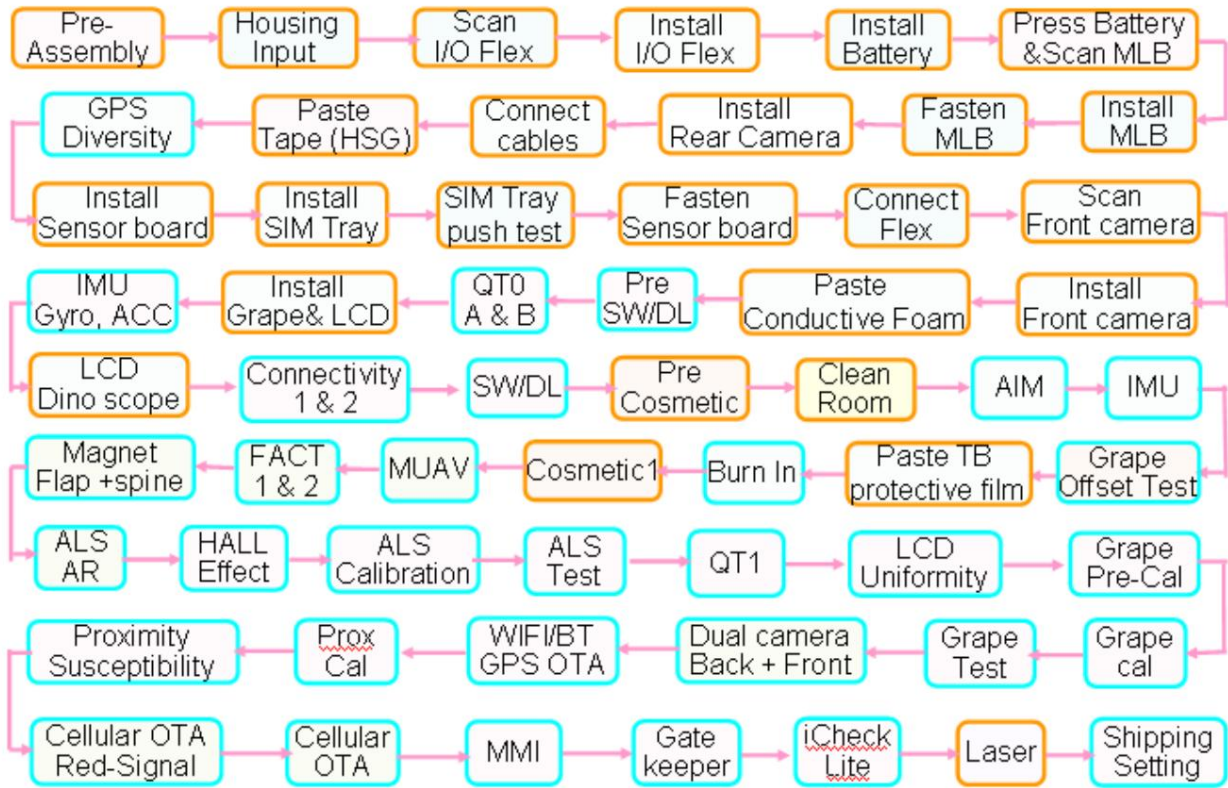 Pre-
Assembly
Housing
Input
Scan
I/O Flex
Install
I/O Flex
Install
Battery
Press Battery
&Scan MLB
GPS
Diversity
Paste
Tape (HSG)
Connect
cables
Install
Rear Camera
Fasten
MLB
Install
MLB
Install
Sensor board
Install
SIM Tray
SIM Tray
push test
Fasten
Sensor board
Connect
Flex
Scan
Front camera
IMU
Gyro, ACC
Install
Grape& LCD
QT0
A & B
Pre
SW/DL
Paste
Conductive Foam
Install
Front camera
LCD
Dino scope
Connectivity
1 & 2
SW/DL
Pre
Cosmetic
Clean
Room
AIM
IMU
Magnet
Flap +spine
FACT
1 & 2
MUAV
Cosmetic1
Burn In
Paste TB
protective film
Grape
Offset Test
ALS
AR
HALL
Effect
ALS
Calibration
ALS
Test
QT1
LCD
Uniformity
Grape
Pre-Cal
Proximity
Susceptibility
Prox
Cal
WIFI/BT
GPS OTA
Dual camera
Back + Front
Grape
Test
Grape
cal
Cellular OTA
Red-Signal
Cellular
OTA
MMI
Gate
keeper
iCheck
Lite
Laser
Shipping
Setting